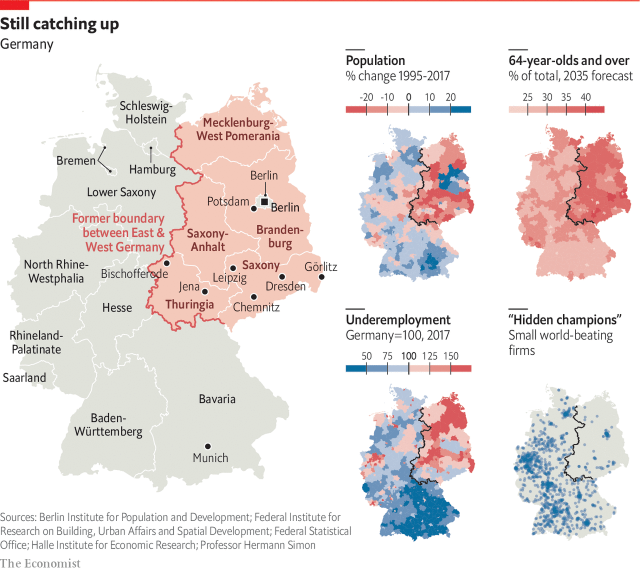 Still catching up
Germany
Schleswig-
Holstein
Mecklenburg-
West Pomerania
Bremen
Hamburg
Lower Saxony
Berlin
Potsdam
Berlin
Former boundary
between East &
West Germany
Saxony-
Anhalt
Branden-
burg
North Rhine-
Westphalia
Bischofferode
Leipzig
Saxony
Görlitz
Dresden
Jena
Hesse
Thuringia
Chemnitz
Rhineland-
Palatinate
Saarland
Bavaria
Baden-
Württemberg
Munich
Population
% change 1995-2017
-20 -10 0 10 20
64-year-olds and over
% of total, 2035 forecast
25 30 35 40
Underemployment
Germany=100, 2017
50 75 100 125 150
“Hidden champions”
Small world-beating
firms
Sources: Berlin Institute for Population and Development; Federal Institute for
Research on Building, Urban Affairs and Spatial Development; Federal Statistical
Office; Halle Institute for Economic Research; Professor Hermann Simon
The Economist